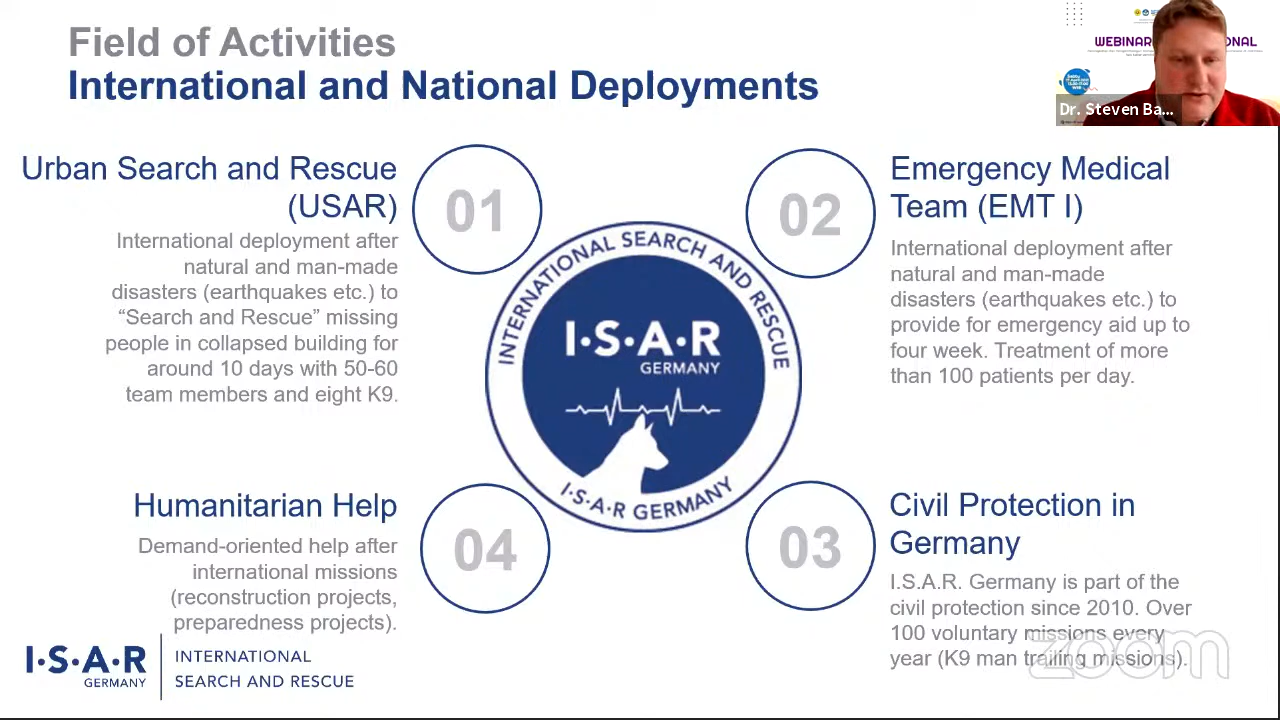 Field of Activities
International and National Deployments
WEBINAR
ONAL
Dr. Steven Ba...
Urban Search and Rescue
(USAR)
International deployment after
natural and man-made
disasters (earthquakes etc.) to
“Search and Rescue” missing
people in collapsed building for
around 10 days with 50-60
team members and eight K9.
01
02
Emergency Medical
Team (EMT I)
International deployment after
natural and man-made
disasters (earthquakes etc.) to
provide for emergency aid up to
four week. Treatment of more
than 100 patients per day.
INTERNATIONAL SEARCH AND RESCUE
I·S·A·R
GERMANY
I·S·A·R GERMANY
Humanitarian Help
Demand-oriented help after
international missions
(reconstruction projects,
preparedness projects).
04
03
Civil Protection in
Germany
I.S.A.R. Germany is part of the
civil protection since 2010. Over
100 voluntary missions every
year (K9 man trailing missions).
I·S·A·R
GERMANY
INTERNATIONAL
SEARCH AND RESCUE
zoom